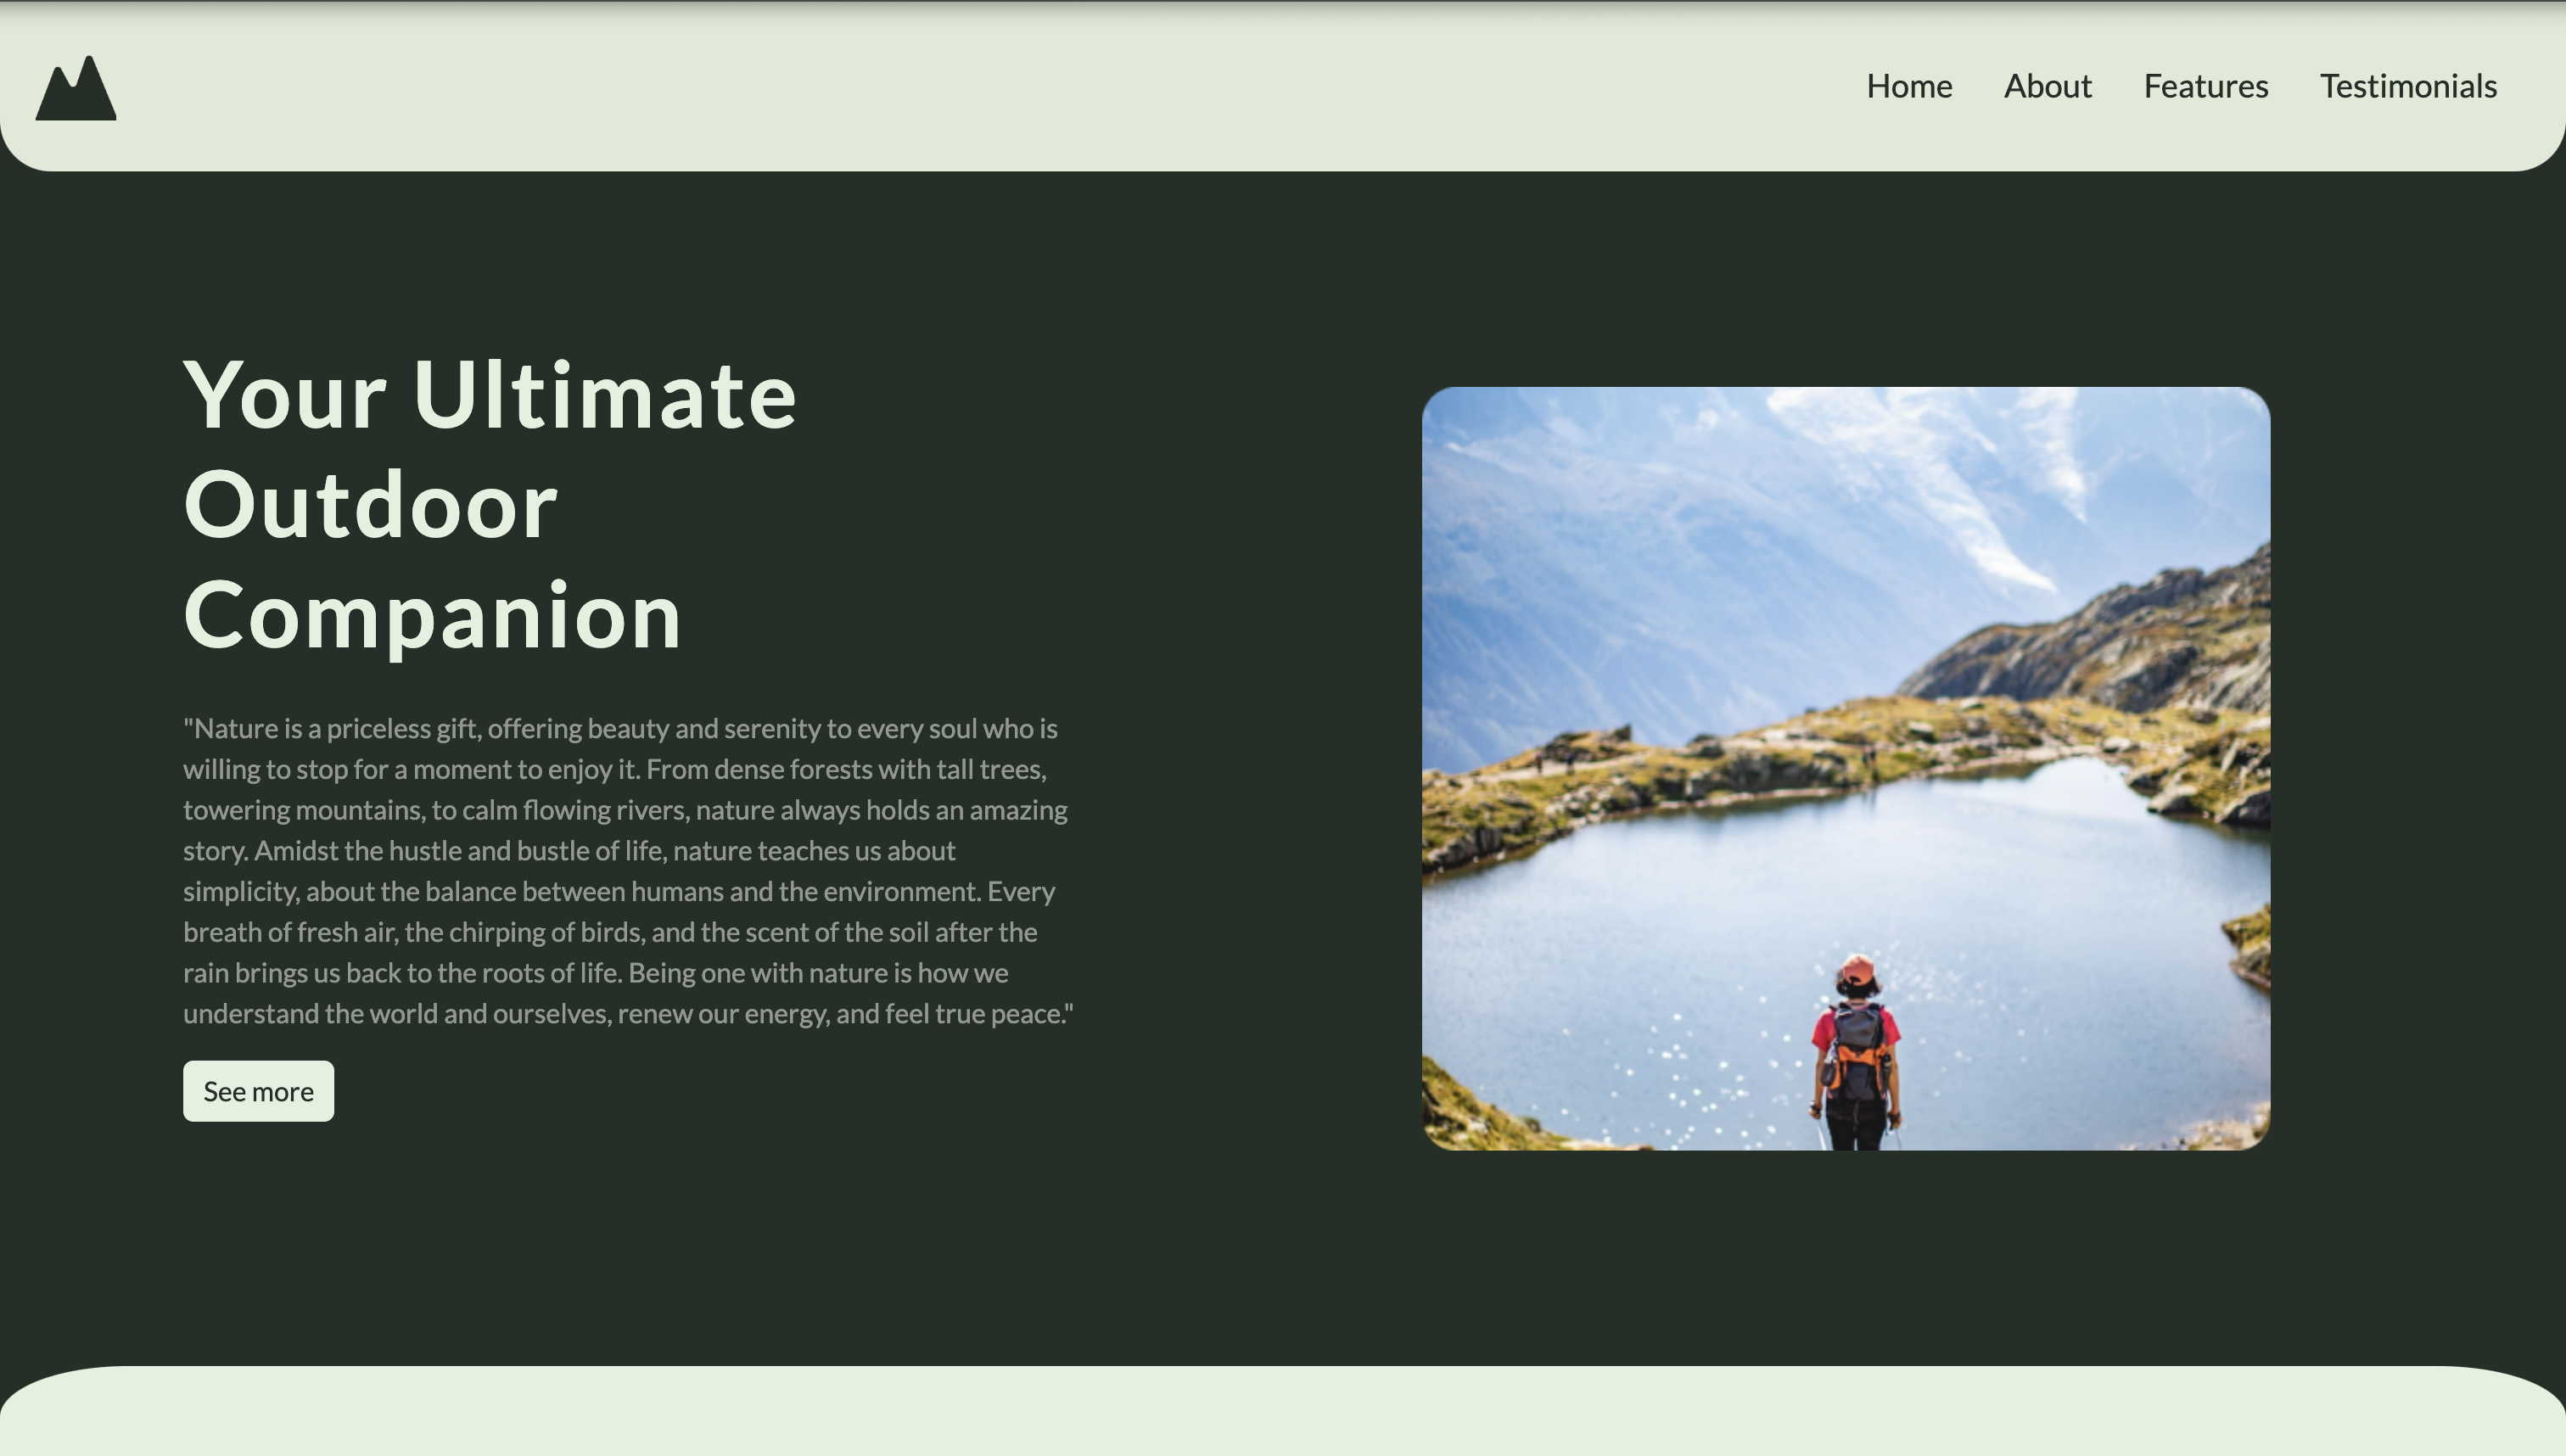 Home About Features Testimonials
Your Ultimate
Outdoor
Companion
"Nature is a priceless gift, offering beauty and serenity to every soul who is
willing to stop for a moment to enjoy it. From dense forests with tall trees,
towering mountains, to calm flowing rivers, nature always holds an amazing
story. Amidst the hustle and bustle of life, nature teaches us about
simplicity, about the balance between humans and the environment. Every
breath of fresh air, the chirping of birds, and the scent of the soil after the
rain brings us back to the roots of life. Being one with nature is how we
understand the world and ourselves, renew our energy, and feel true peace."
See more